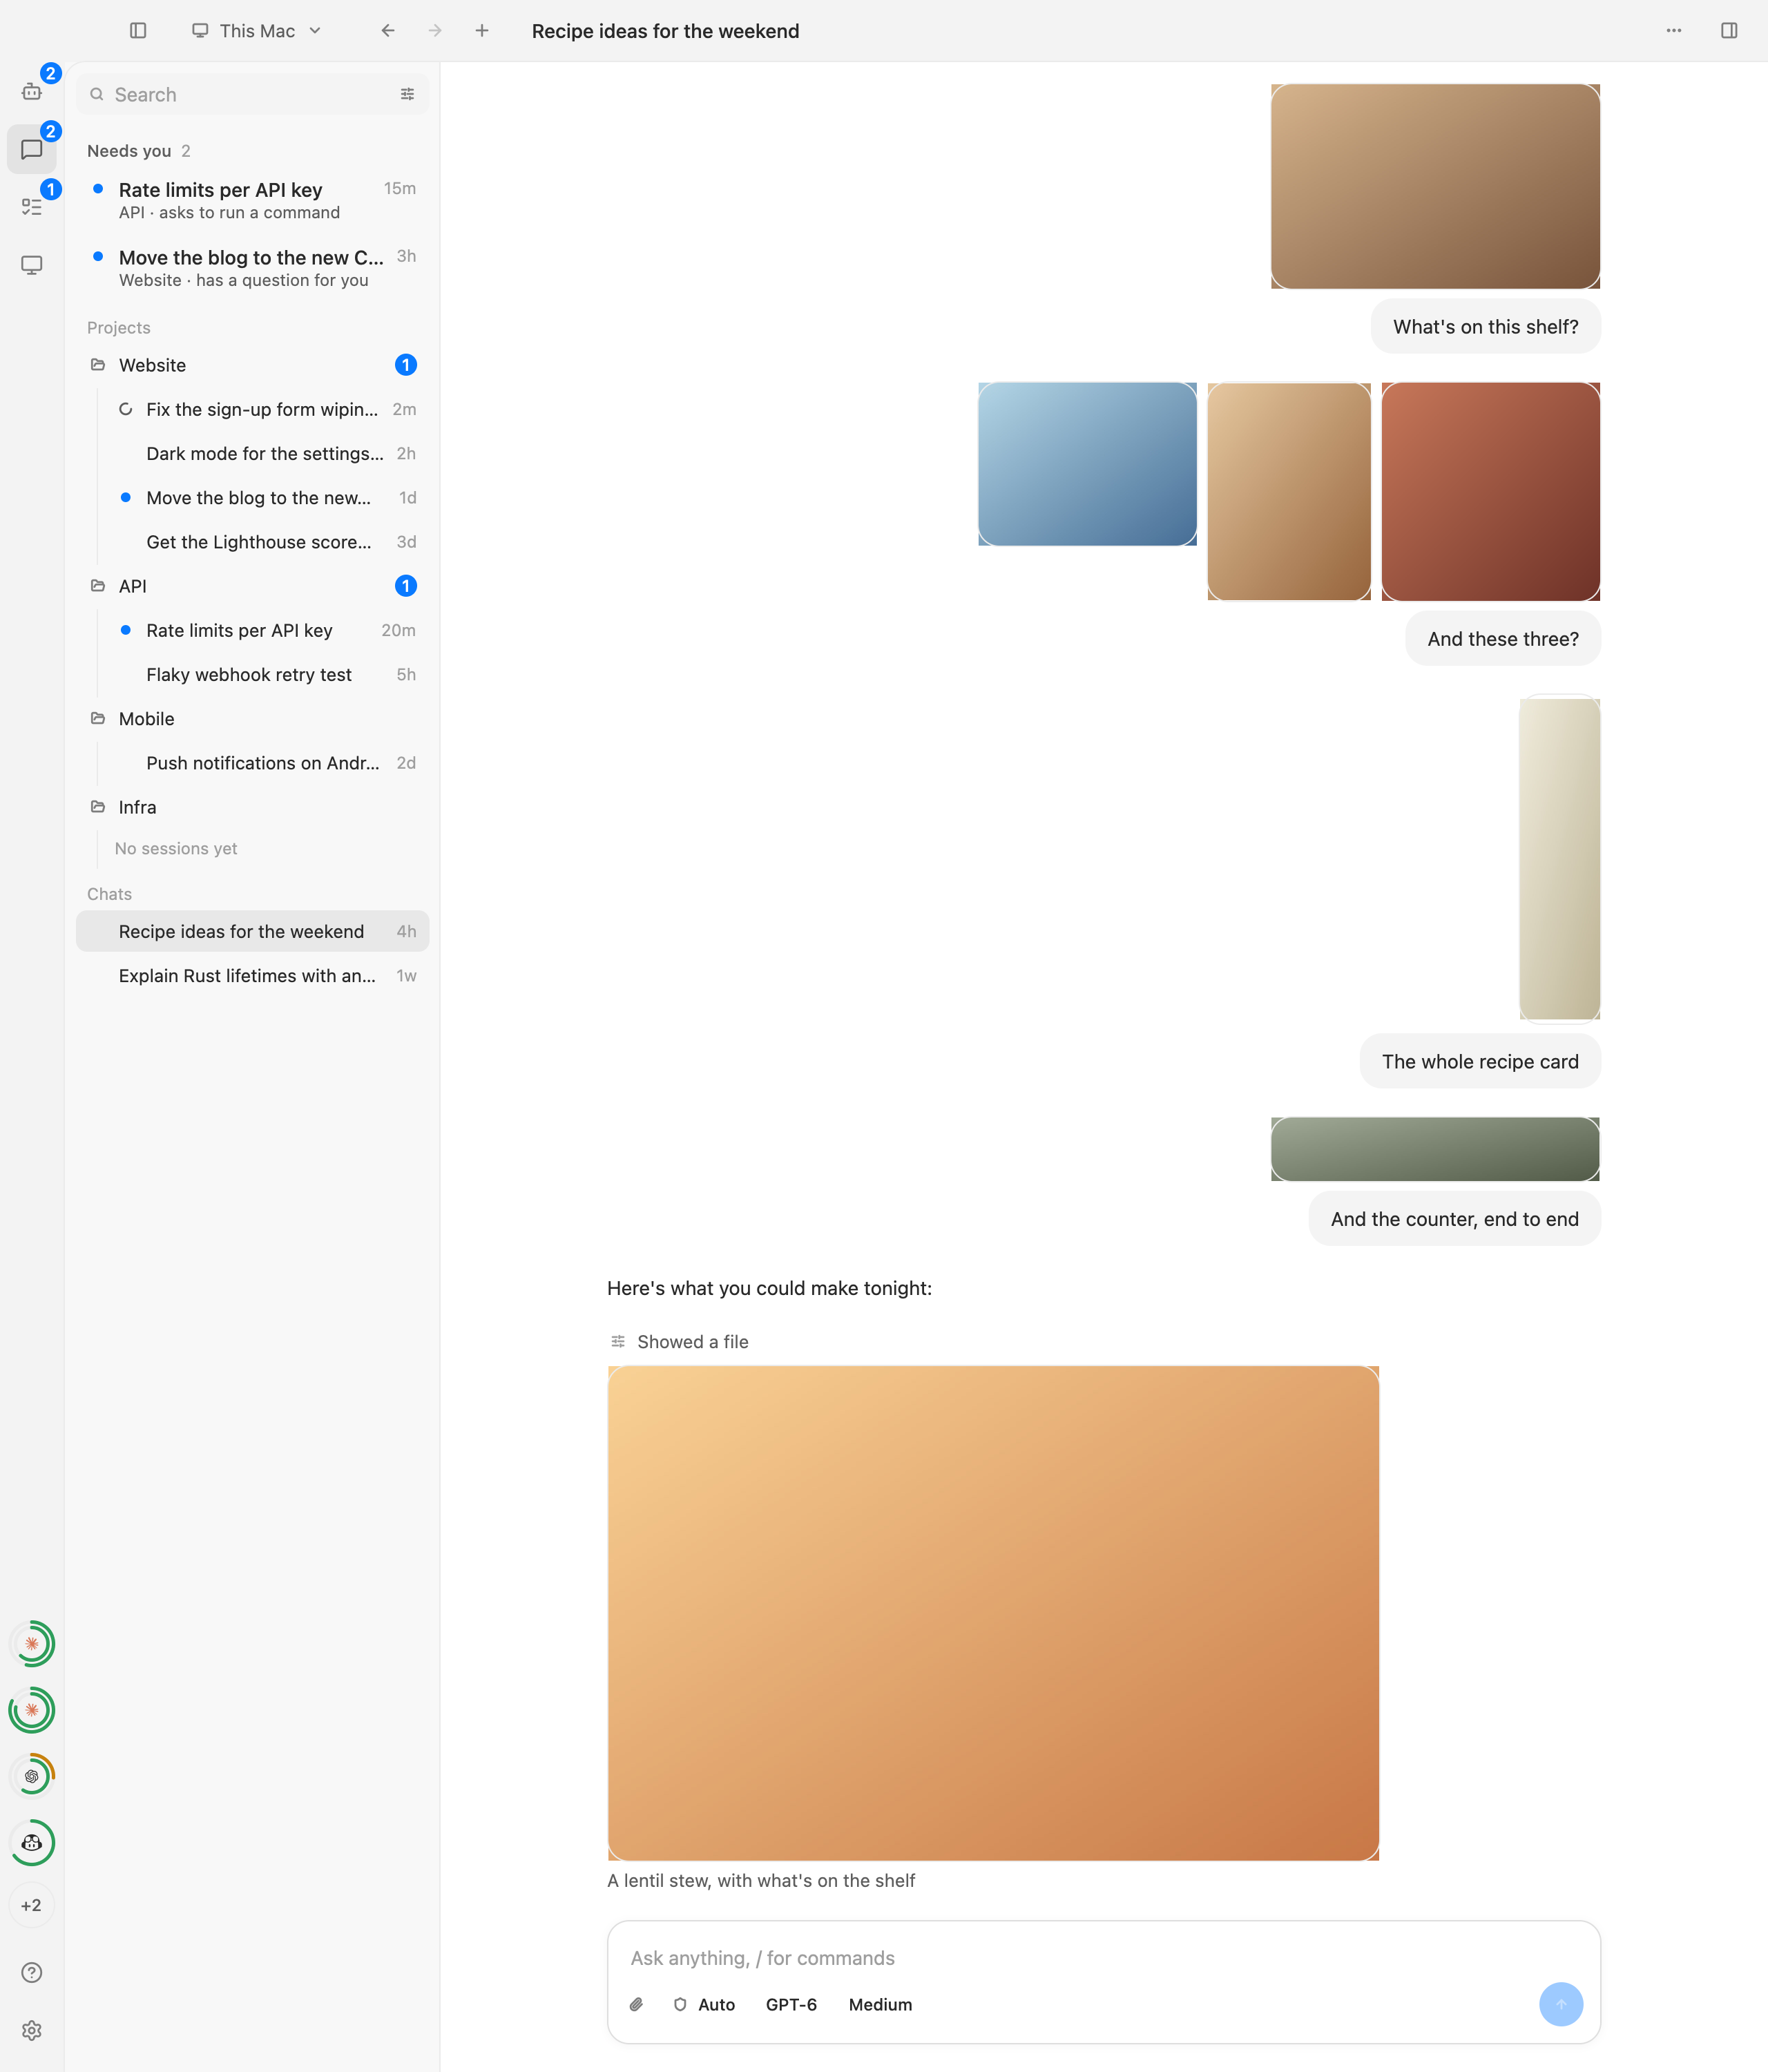 This Mac
Recipe ideas for the weekend
2
2
1
Search
Needs you 2
Rate limits per API key 15m
API · asks to run a command
Move the blog to the new C... 3h
Website · has a question for you
Projects
Website 1
Fix the sign-up form wipin... 2m
Dark mode for the settings... 2h
Move the blog to the new... 1d
Get the Lighthouse score... 3d
API 1
Rate limits per API key 20m
Flaky webhook retry test 5h
Mobile
Push notifications on Andr... 2d
Infra
No sessions yet
Chats
Recipe ideas for the weekend 4h
Explain Rust lifetimes with an... 1w
+2
What's on this shelf?
And these three?
The whole recipe card
And the counter, end to end
Here's what you could make tonight:
Showed a file
A lentil stew, with what's on the shelf
Ask anything, / for commands
Auto GPT-6 Medium